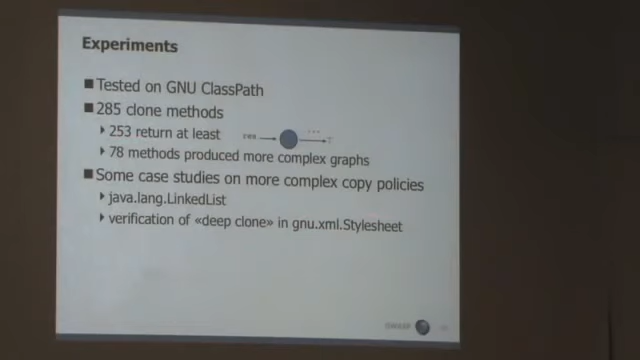 Experiments
Tested on GNU ClassPath
285 clone methods
253 return at least res ... T
78 methods produced more complex graphs
Some case studies on more complex copy policies
java.lang.LinkedList
verification of «deep clone» in gnu.xml.Stylesheet